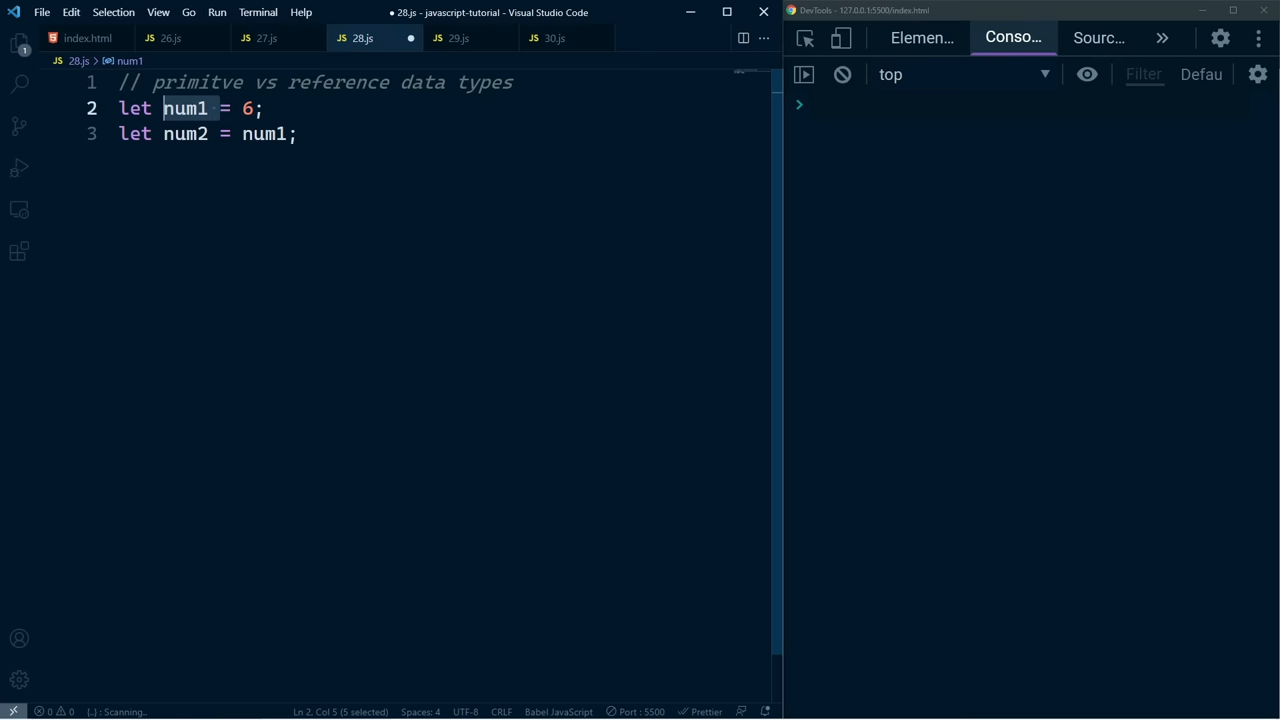 File Edit Selection View Go Run Terminal Help ● 28.js - javascript-tutorial - Visual Studio Code
DevTools - 127.0.0.1:5500/index.html
index.html JS 26.js JS 27.js JS 28.js JS 29.js JS 30.js
Elemen... Conso... Sourc...
JS 28.js > num1
top Filter Defau
1 // primitve vs reference data types
2 let num1 = 6;
3 let num2 = num1;
1
0 0 {..} : Scanning.. Ln 2, Col 5 (5 selected) Spaces: 4 UTF-8 CRLF Babel JavaScript Port : 5500 Prettier